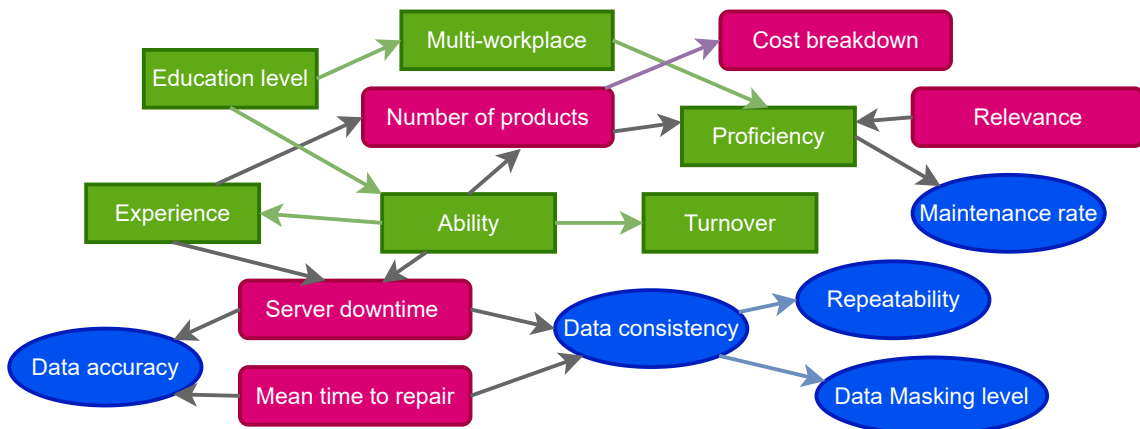 Multi-workplace
Cost breakdown
Education level
Number of products
Relevance
Proficiency
Experience
Ability
Turnover
Maintenance rate
Server downtime
Data consistency
Repeatability
Data accuracy
Mean time to repair
Data Masking level